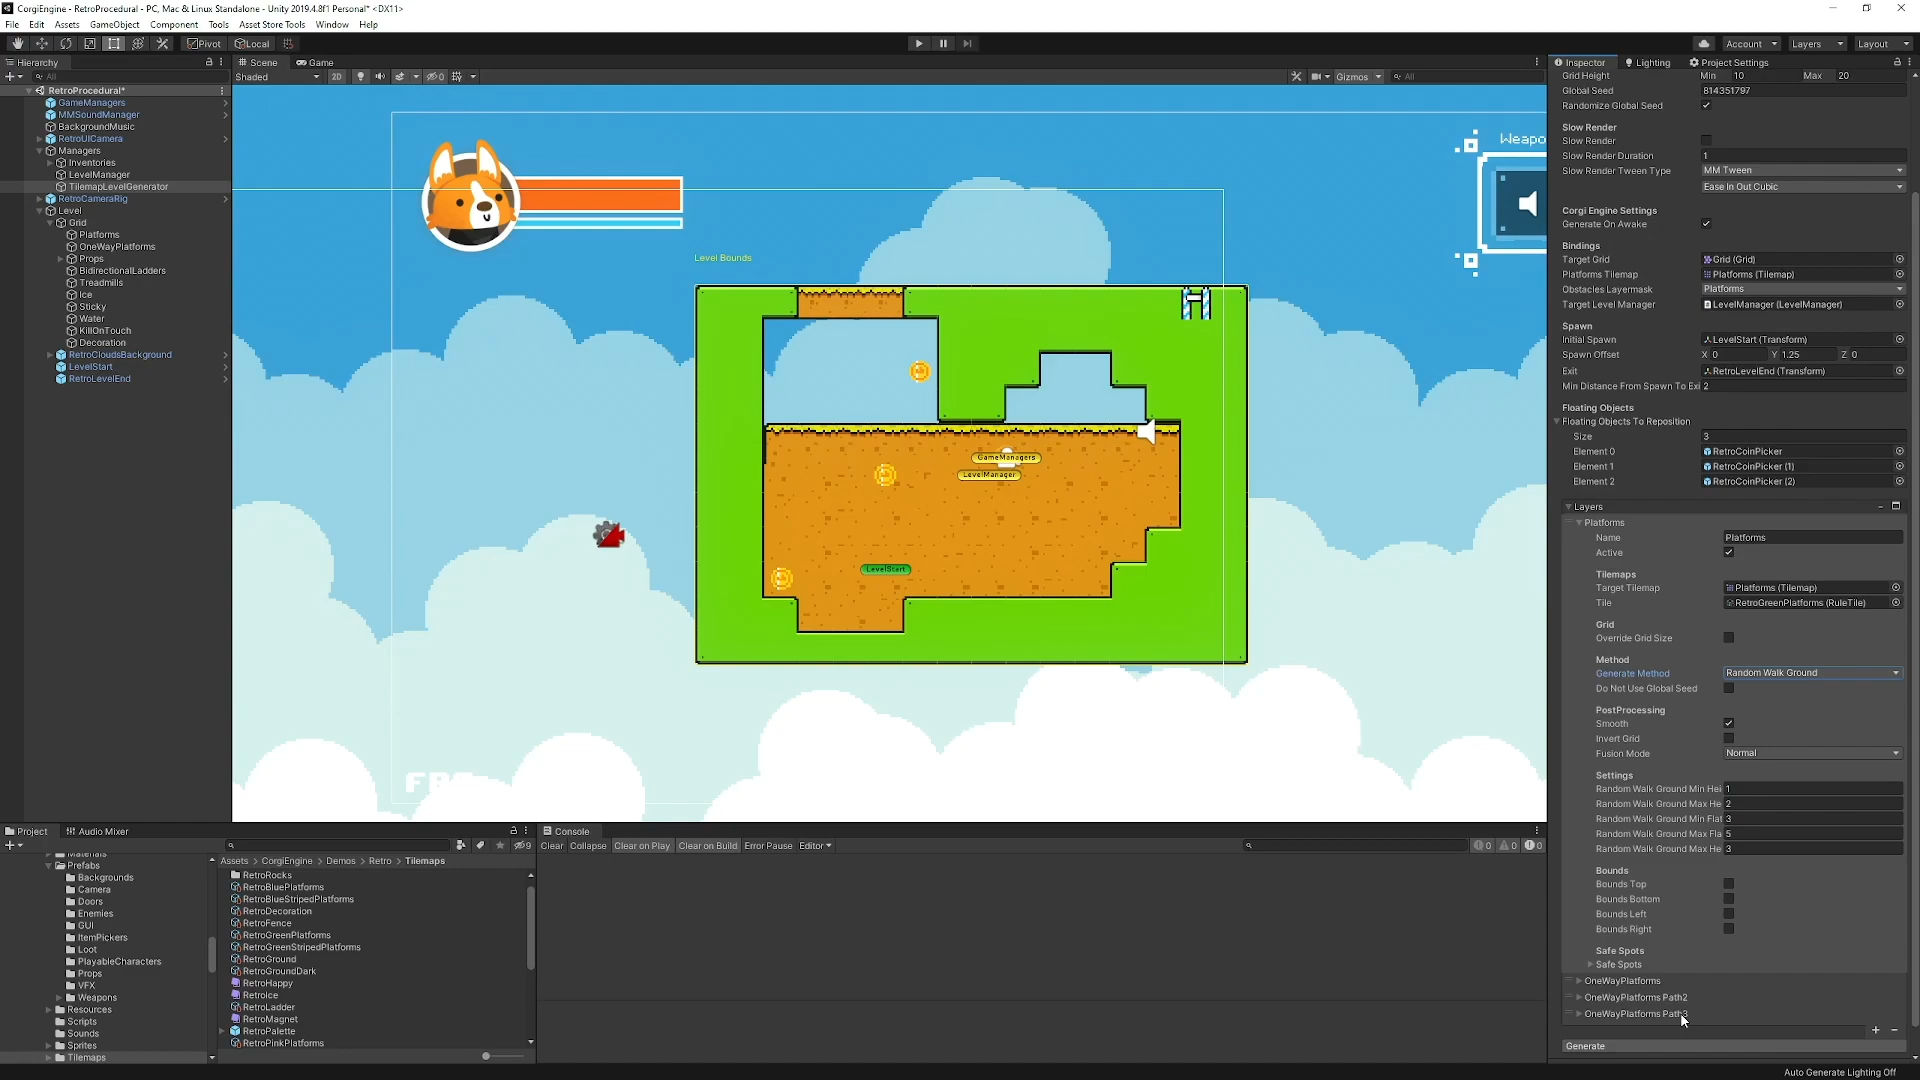 CorgiEngine - RetroProcedural - PC, Mac & Linux Standalone - Unity 2019.4.8f1 Personal* <DX11>
File Edit Assets GameObject Component Tools Asset Store Tools Window Help
Pivot Local Account Layers Layout
Hierarchy
All
RetroProcedural*
GameManagers
MMSoundManager
BackgroundMusic
RetroUICamera
Managers
Inventories
LevelManager
TilemapLevelGenerator
RetroCameraRig
Level
Grid
Platforms
OneWayPlatforms
Props
BidirectionalLadders
Treadmills
Ice
Sticky
Water
KillOnTouch
Decoration
RetroCloudsBackground
LevelStart
RetroLevelEnd
Scene Game
Shaded 2D 0 Gizmos All
Level Bounds
GameManagers
LevelManager
LevelStart
Weapo
Inspector Lighting Project Settings
Grid Height Min 10 Max 20
Global Seed 814351797
Randomize Global Seed
Slow Render
Slow Render
Slow Render Duration 1
Slow Render Tween Type MM Tween
Ease In Out Cubic
Corgi Engine Settings
Generate On Awake
Bindings
Target Grid Grid (Grid)
Platforms Tilemap Platforms (Tilemap)
Obstacles Layermask Platforms
Target Level Manager LevelManager (LevelManager)
Spawn
Initial Spawn LevelStart (Transform)
Spawn Offset X 0 Y 1.25 Z 0
Exit RetroLevelEnd (Transform)
Min Distance From Spawn To Exi 2
Floating Objects
Floating Objects To Reposition
Size 3
Element 0 RetroCoinPicker
Element 1 RetroCoinPicker (1)
Element 2 RetroCoinPicker (2)
Layers
Platforms
Name Platforms
Active
Tilemaps
Target Tilemap Platforms (Tilemap)
Tile RetroGreenPlatforms (RuleTile)
Grid
Override Grid Size
Method
Generate Method Random Walk Ground
Do Not Use Global Seed
PostProcessing
Smooth
Invert Grid
Fusion Mode Normal
Settings
Random Walk Ground Min Hei 1
Random Walk Ground Max He 2
Random Walk Ground Min Flat 3
Random Walk Ground Max Fla 5
Random Walk Ground Max He 3
Bounds
Bounds Top
Bounds Bottom
Bounds Left
Bounds Right
Safe Spots
Safe Spots
OneWayPlatforms
OneWayPlatforms Path2
OneWayPlatforms Path3
Generate
Auto Generate Lighting Off
Project Audio Mixer
9
Materials
Prefabs
Backgrounds
Camera
Doors
Enemies
GUI
ItemPickers
Loot
PlayableCharacters
Props
VFX
Weapons
Resources
Scripts
Sounds
Sprites
Tilemaps
Assets > CorgiEngine > Demos > Retro > Tilemaps
RetroRocks
RetroBluePlatforms
RetroBlueStripedPlatforms
RetroDecoration
RetroFence
RetroGreenPlatforms
RetroGreenStripedPlatforms
RetroGround
RetroGroundDark
RetroHappy
RetroIce
RetroLadder
RetroMagnet
RetroPalette
RetroPinkPlatforms
Console
Clear Collapse Clear on Play Clear on Build Error Pause Editor
0 0 0